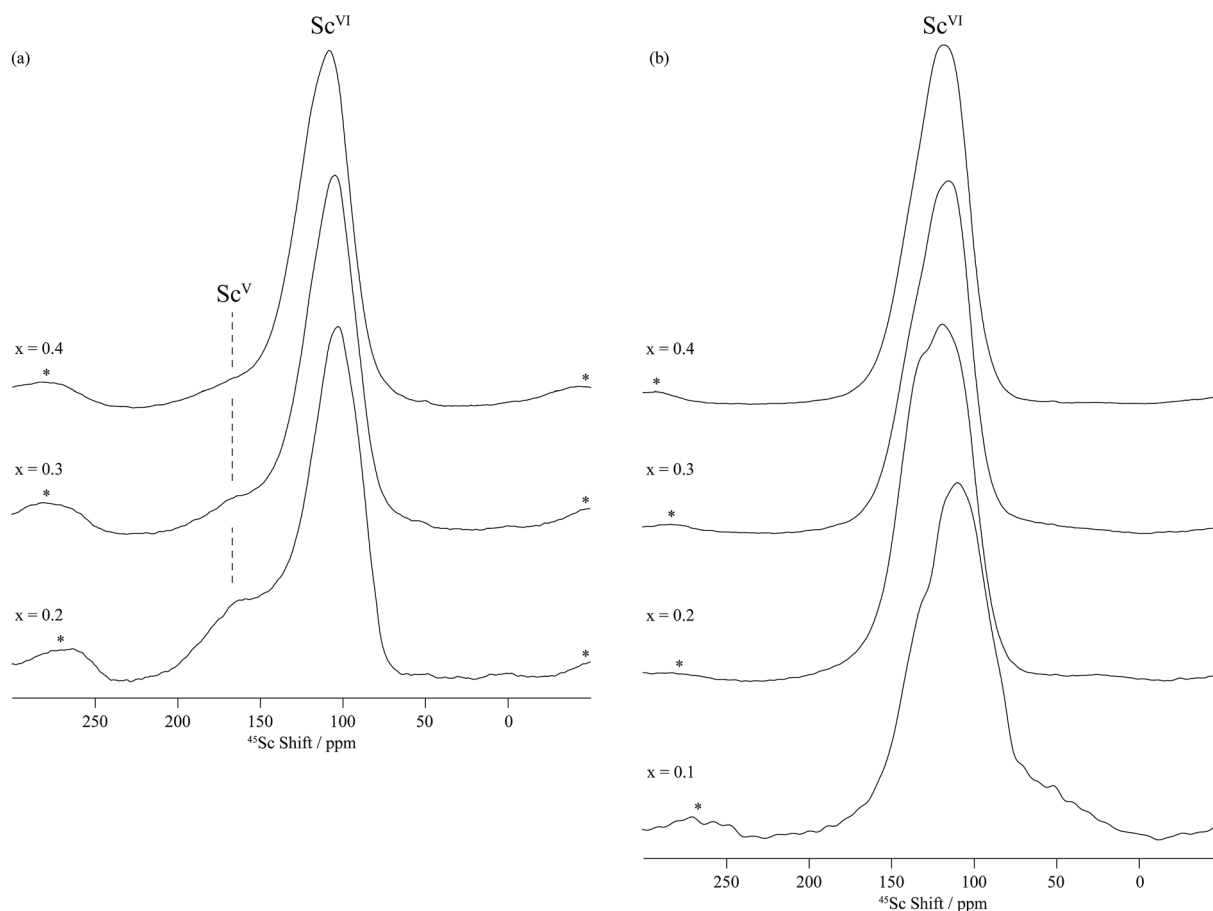 (a)
Sc^VI
Sc^V
x = 0.4
*
*
x = 0.3
*
*
x = 0.2
*
*
250 200 150 100 50 0
⁴⁵Sc Shift / ppm
(b)
Sc^VI
x = 0.4
*
x = 0.3
*
x = 0.2
*
x = 0.1
*
250 200 150 100 50 0
⁴⁵Sc Shift / ppm